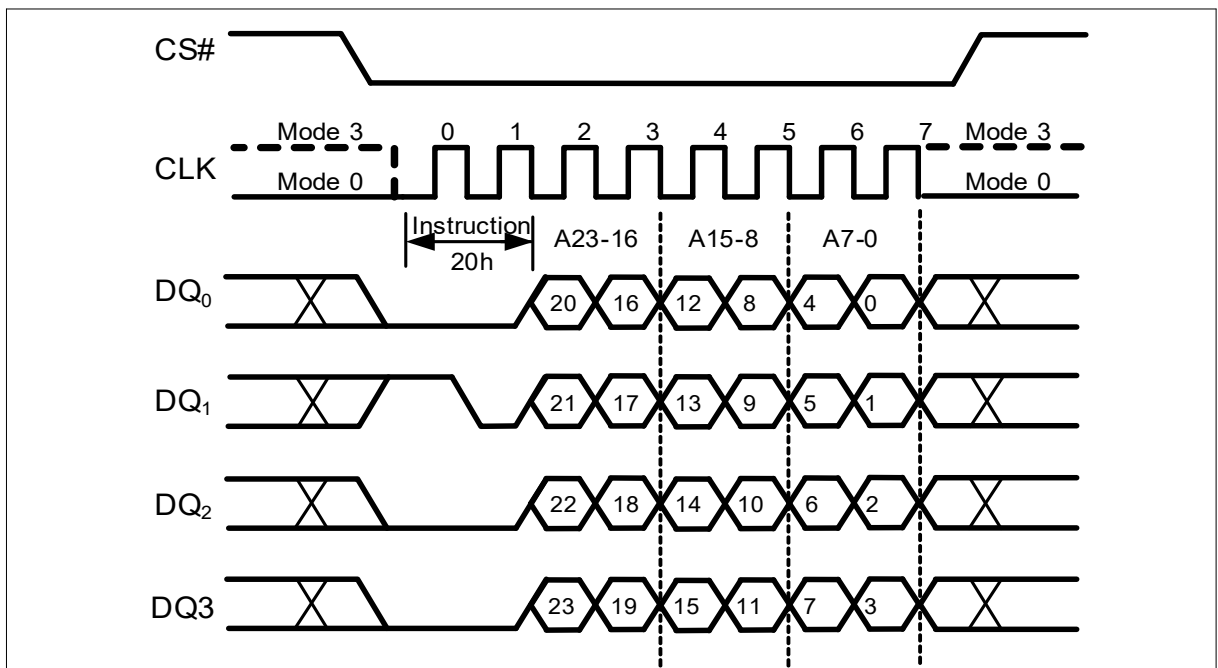 CS#
Mode 3 0 1 2 3 4 5 6 7 Mode 3
CLK
Mode 0 Mode 0
Instruction A23-16 A15-8 A7-0
20h
DQ0 20 16 12 8 4 0
DQ1 21 17 13 9 5 1
DQ2 22 18 14 10 6 2
DQ3 23 19 15 11 7 3